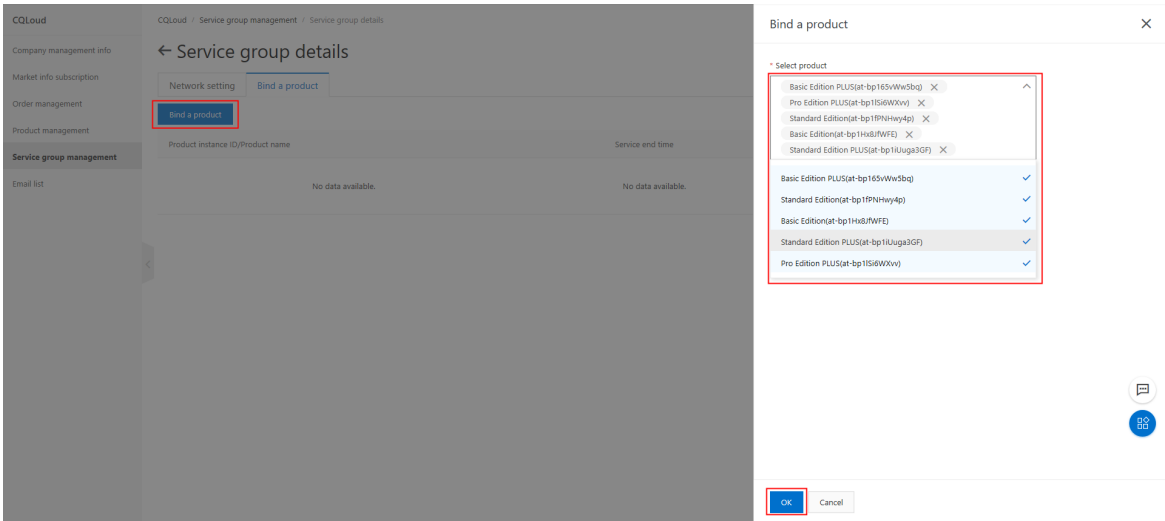 CQLoud
Company management info
Market info subscription
Order management
Product management
Service group management
Email list
CQLoud / Service group management / Service group details
← Service group details
Network setting
Bind a product
Bind a product
Product instance ID/Product name
Service end time
No data available.
No data available.
Bind a product
* Select product
Basic Edition PLUS(at-bp165vWw5bq)
Pro Edition PLUS(at-bp1lSi6WXvv)
Standard Edition(at-bp1fPNHwy4p)
Basic Edition(at-bp1Hx8JfWFE)
Standard Edition PLUS(at-bp1iUuga3GF)
Basic Edition PLUS(at-bp165vWw5bq)
Standard Edition(at-bp1fPNHwy4p)
Basic Edition(at-bp1Hx8JfWFE)
Standard Edition PLUS(at-bp1iUuga3GF)
Pro Edition PLUS(at-bp1lSi6WXvv)
OK
Cancel